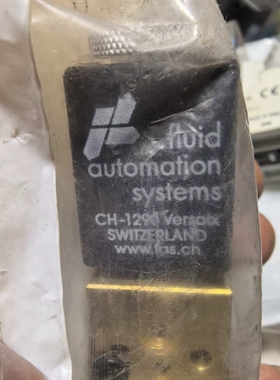 fluid
automation
systems
CH-1290 Versoix
SWITZERLAND
www.fas.ch